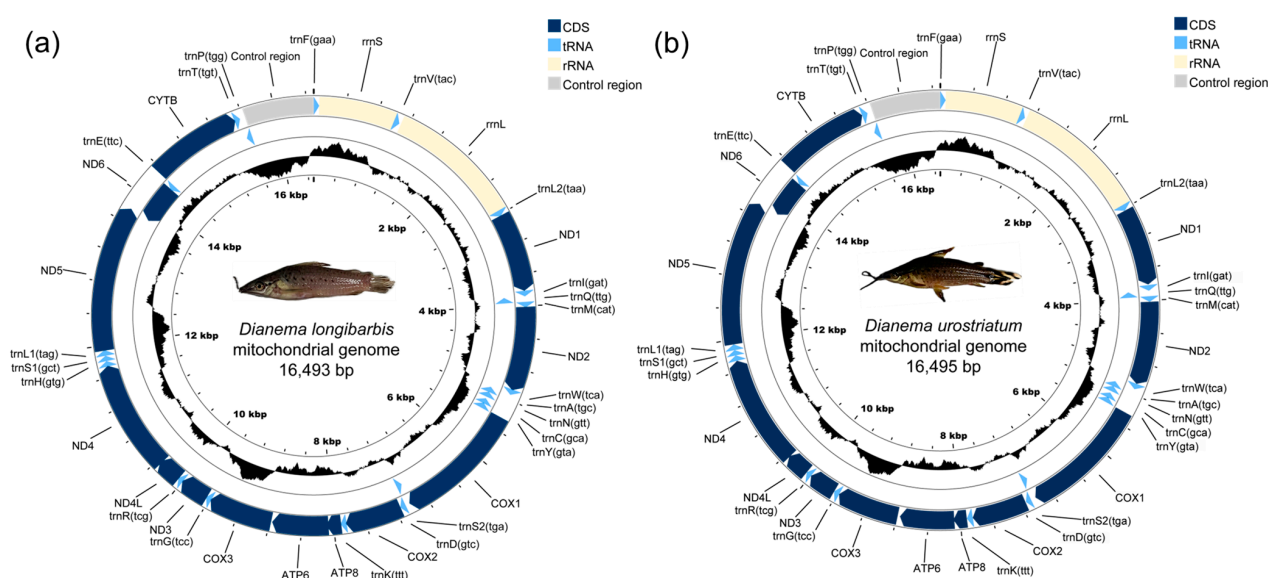 (a)
CDS
tRNA
rRNA
Control region
trnF(gaa)
rrnS
trnV(tac)
rrnL
trnL2(taa)
ND1
trnI(gat)
trnQ(ttg)
trnM(cat)
ND2
trnW(tca)
trnA(tgc)
trnN(gtt)
trnC(gca)
trnY(gta)
COX1
trnS2(tga)
trnD(gtc)
COX2
trnK(ttt)
ATP8
ATP6
COX3
trnG(tcc)
ND3
trnR(tcg)
ND4L
ND4
trnH(gtg)
trnS1(gct)
trnL1(tag)
ND5
ND6
trnE(ttc)
CYTB
trnT(tgt)
trnP(tgg)
Control region
2 kbp
4 kbp
6 kbp
8 kbp
10 kbp
12 kbp
14 kbp
16 kbp
Dianema longibarbis
mitochondrial genome
16,493 bp
(b)
CDS
tRNA
rRNA
Control region
trnF(gaa)
rrnS
trnV(tac)
rrnL
trnL2(taa)
ND1
trnI(gat)
trnQ(ttg)
trnM(cat)
ND2
trnW(tca)
trnA(tgc)
trnN(gtt)
trnC(gca)
trnY(gta)
COX1
trnS2(tga)
trnD(gtc)
COX2
trnK(ttt)
ATP8
ATP6
COX3
trnG(tcc)
ND3
trnR(tcg)
ND4L
ND4
trnH(gtg)
trnS1(gct)
trnL1(tag)
ND5
ND6
trnE(ttc)
CYTB
trnT(tgt)
trnP(tgg)
Control region
2 kbp
4 kbp
6 kbp
8 kbp
10 kbp
12 kbp
14 kbp
16 kbp
Dianema urostriatum
mitochondrial genome
16,495 bp